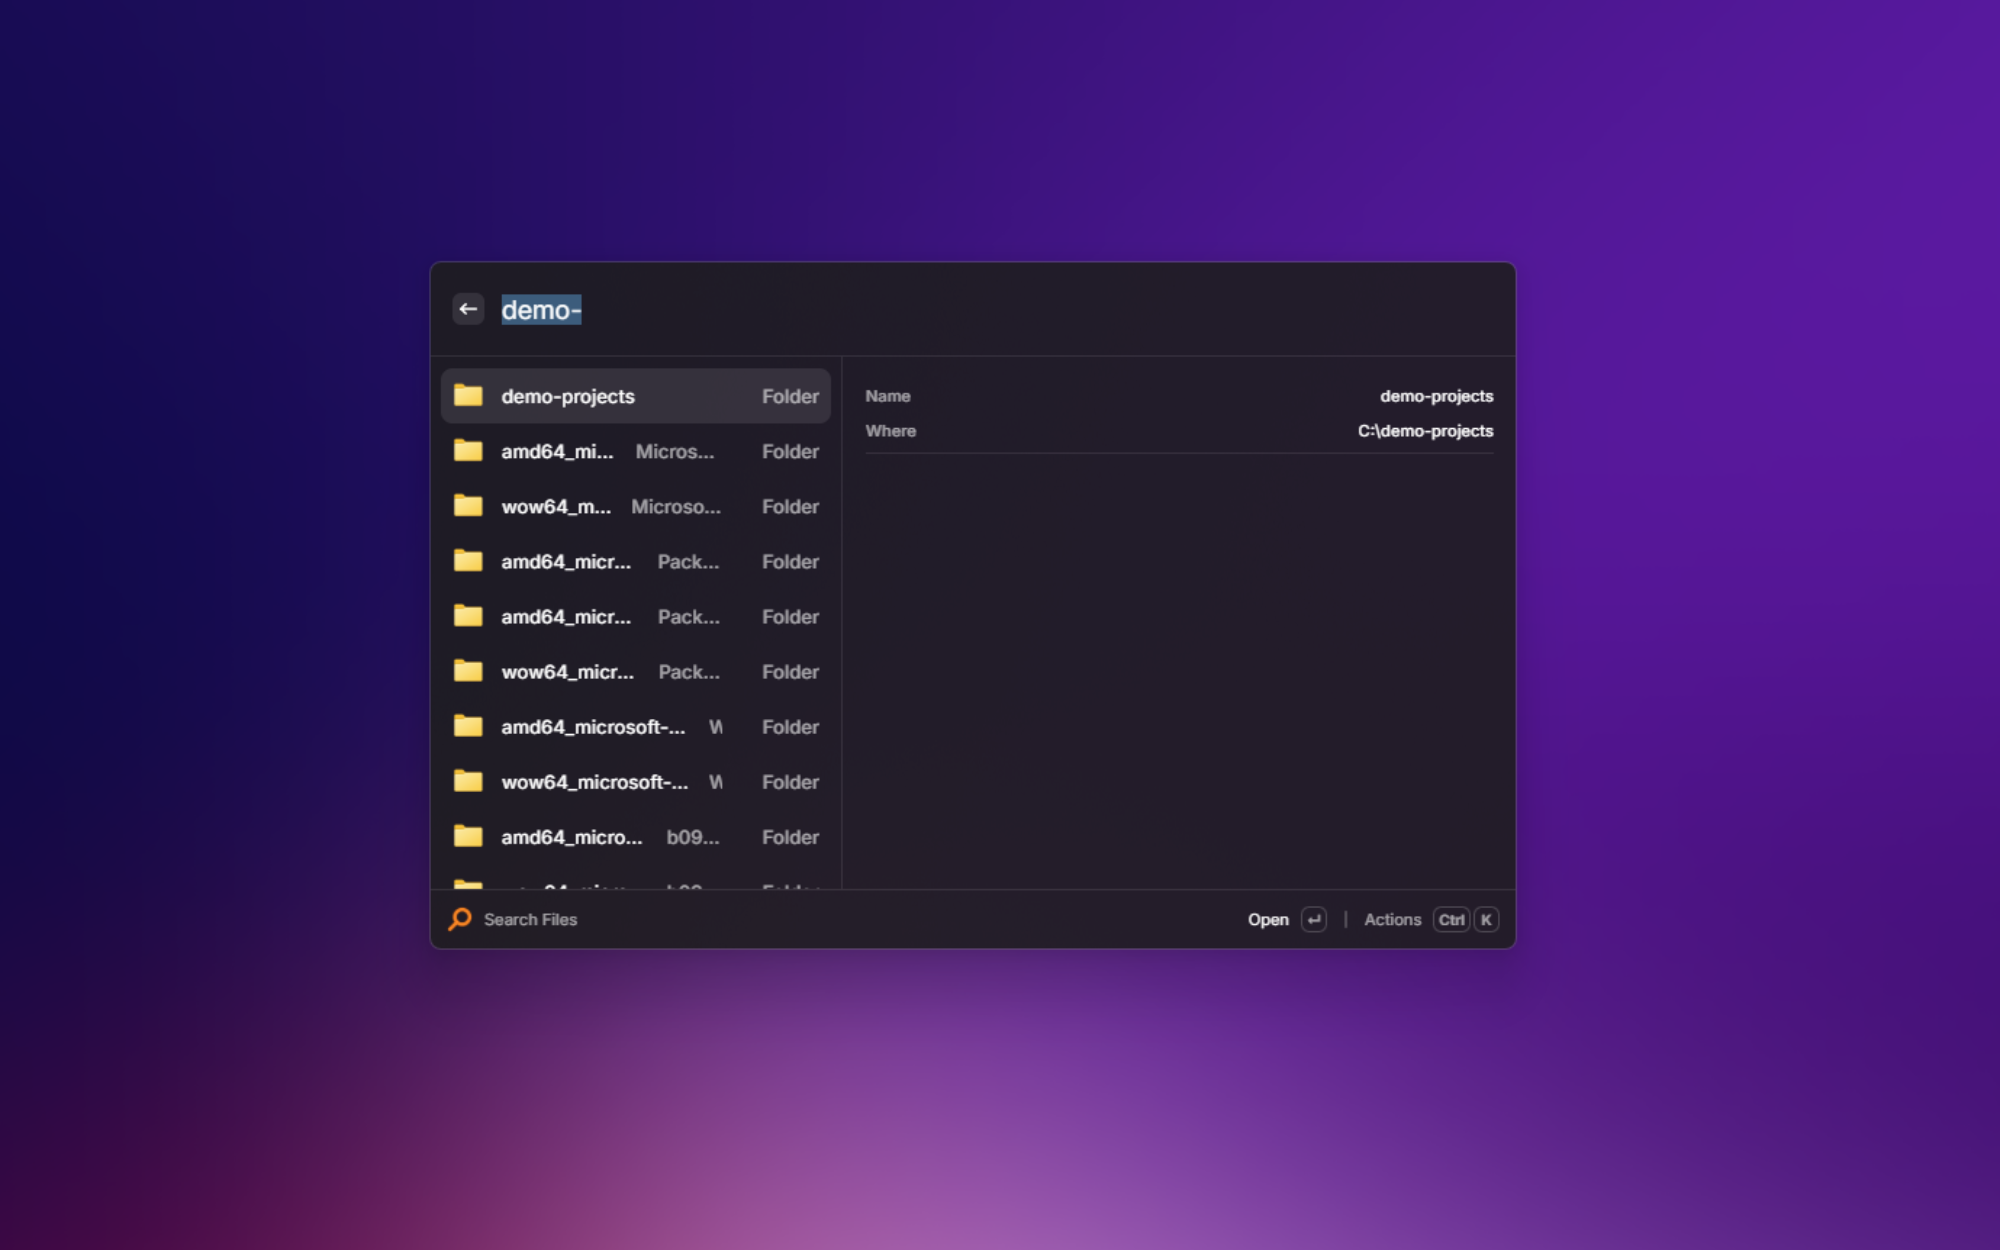 demo-
demo-projects Folder
amd64_mi... Micros... Folder
wow64_m... Microso... Folder
amd64_micr... Pack... Folder
amd64_micr... Pack... Folder
wow64_micr... Pack... Folder
amd64_microsoft-... W Folder
wow64_microsoft-... W Folder
amd64_micro... b09... Folder
Name demo-projects
Where C:\demo-projects
Search Files
Open ↵ | Actions Ctrl K